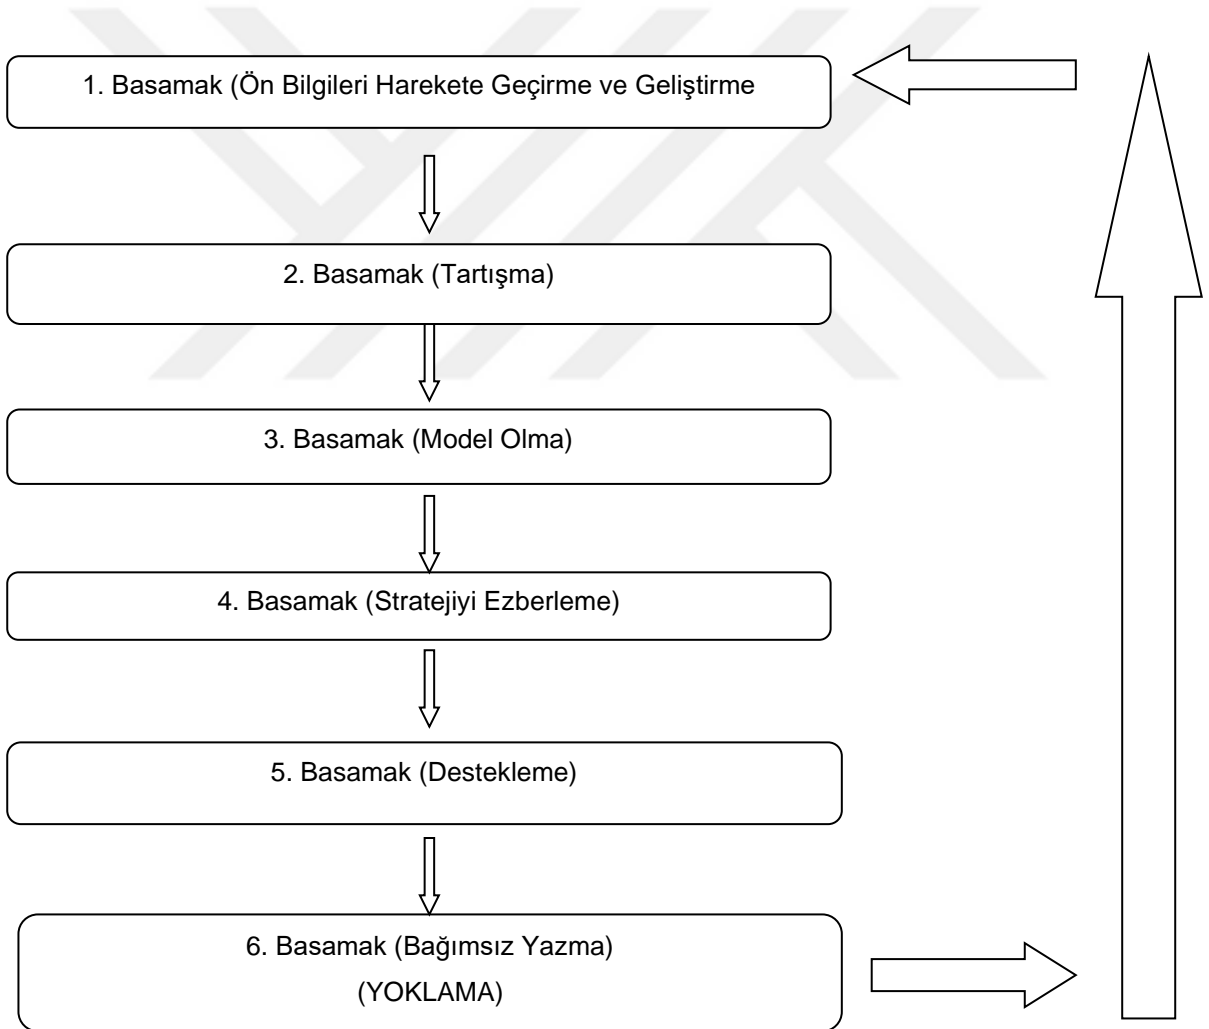 1. Basamak (Ön Bilgileri Harekete Geçirme ve Geliştirme
2. Basamak (Tartışma)
3. Basamak (Model Olma)
4. Basamak (Stratejiyi Ezberleme)
5. Basamak (Destekleme)
6. Basamak (Bağımsız Yazma)
(YOKLAMA)